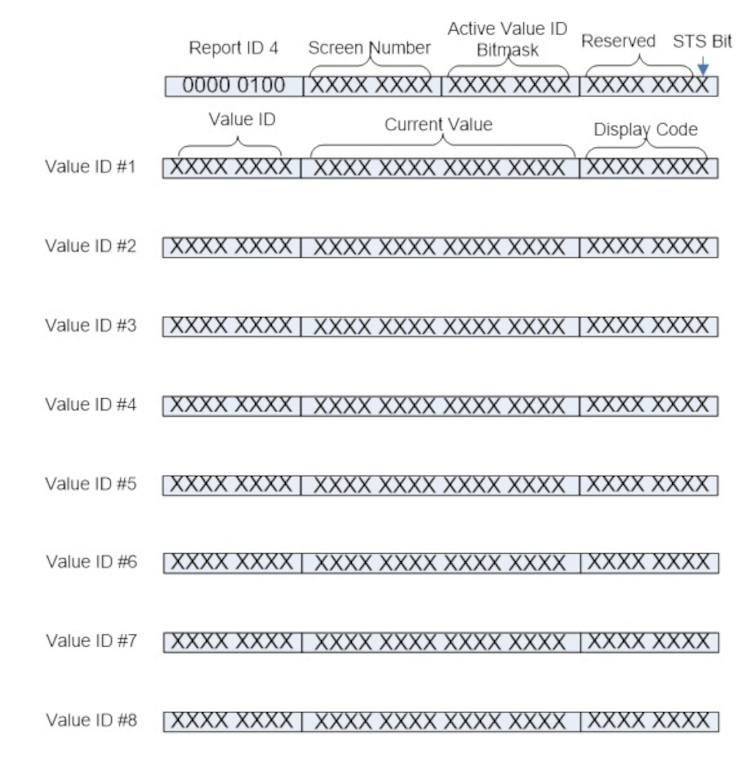 Active Value ID
Report ID 4 Screen Number Bitmask Reserved STS Bit
0000 0100 XXXX XXXX XXXX XXXX XXXX XXXX
Value ID Current Value Display Code
Value ID #1 XXXX XXXX XXXX XXXX XXXX XXXX XXXX XXXX
Value ID #2 XXXX XXXX XXXX XXXX XXXX XXXX XXXX XXXX
Value ID #3 XXXX XXXX XXXX XXXX XXXX XXXX XXXX XXXX
Value ID #4 XXXX XXXX XXXX XXXX XXXX XXXX XXXX XXXX
Value ID #5 XXXX XXXX XXXX XXXX XXXX XXXX XXXX XXXX
Value ID #6 XXXX XXXX XXXX XXXX XXXX XXXX XXXX XXXX
Value ID #7 XXXX XXXX XXXX XXXX XXXX XXXX XXXX XXXX
Value ID #8 XXXX XXXX XXXX XXXX XXXX XXXX XXXX XXXX